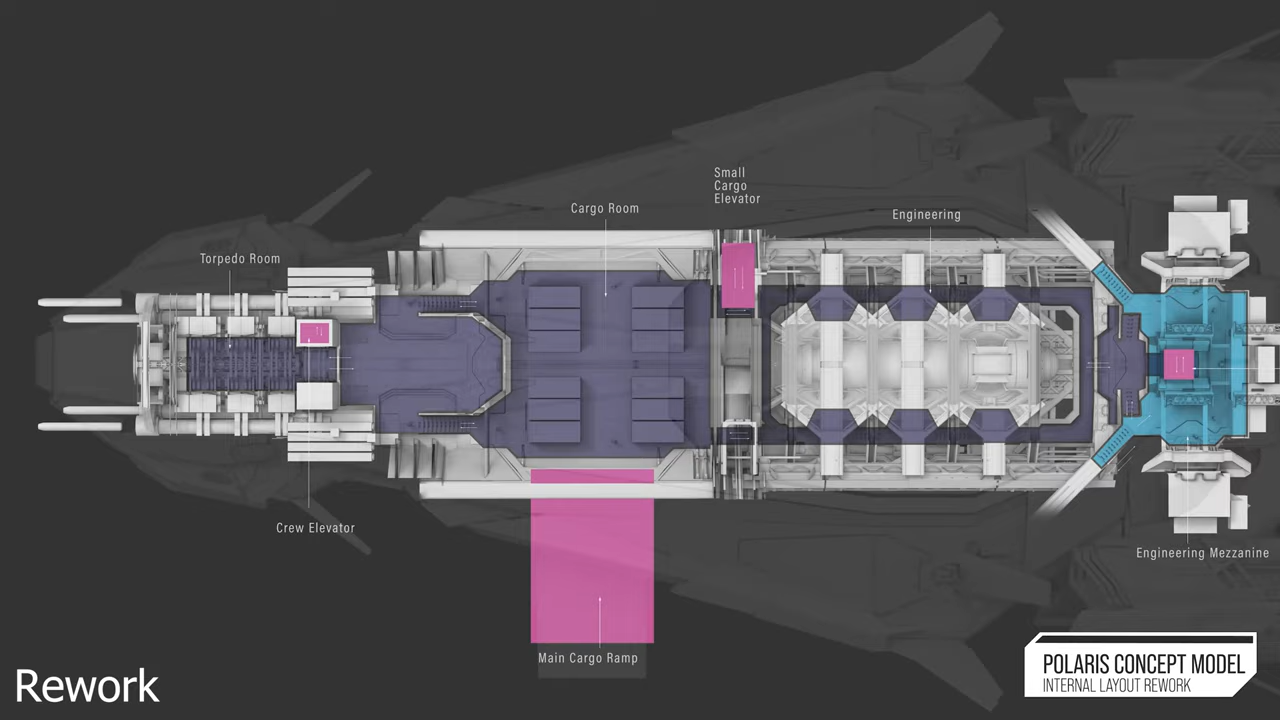 Small
Cargo
Elevator
Cargo Room
Engineering
Torpedo Room
Crew Elevator
Engineering Mezzanine
Main Cargo Ramp
Rework
POLARIS CONCEPT MODEL
INTERNAL LAYOUT REWORK